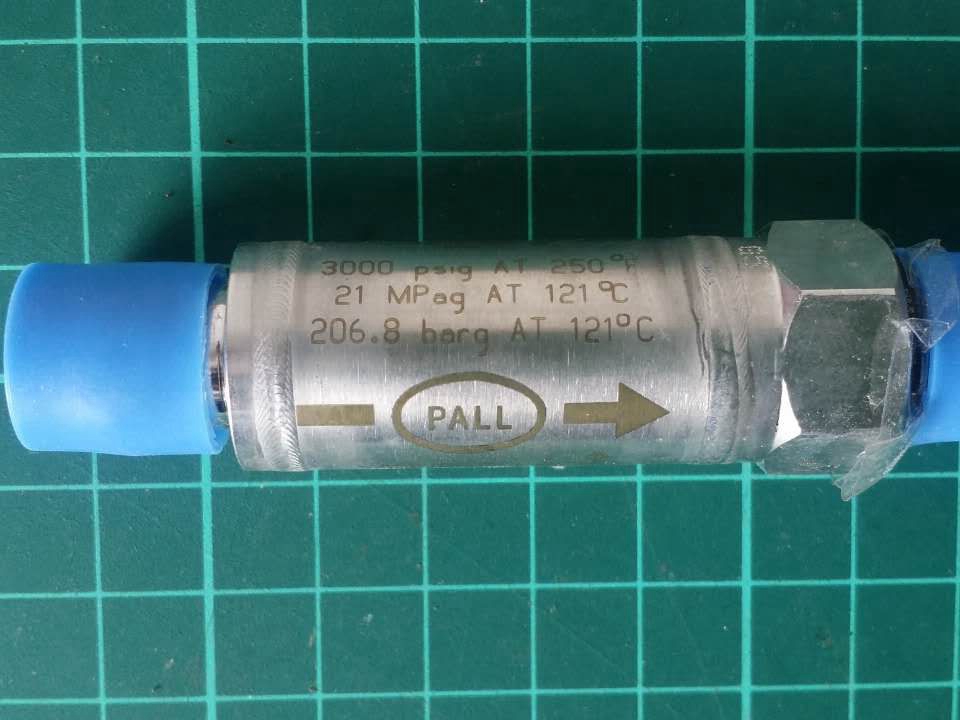 3000 psig AT 250°F
21 MPag AT 121°C
206.8 barg AT 121°C
PALL